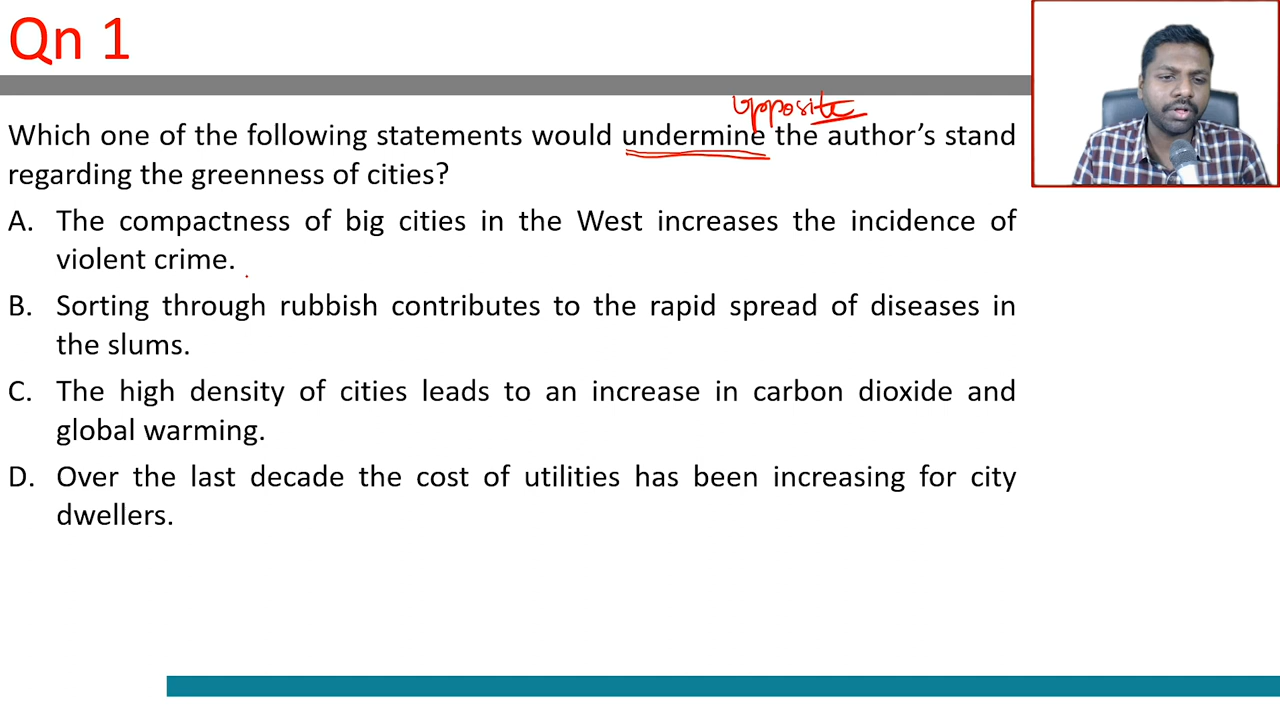 Qn 1
opposite
Which one of the following statements would undermine the author’s stand
regarding the greenness of cities?
A. The compactness of big cities in the West increases the incidence of
violent crime.
B. Sorting through rubbish contributes to the rapid spread of diseases in
the slums.
C. The high density of cities leads to an increase in carbon dioxide and
global warming.
D. Over the last decade the cost of utilities has been increasing for city
dwellers.